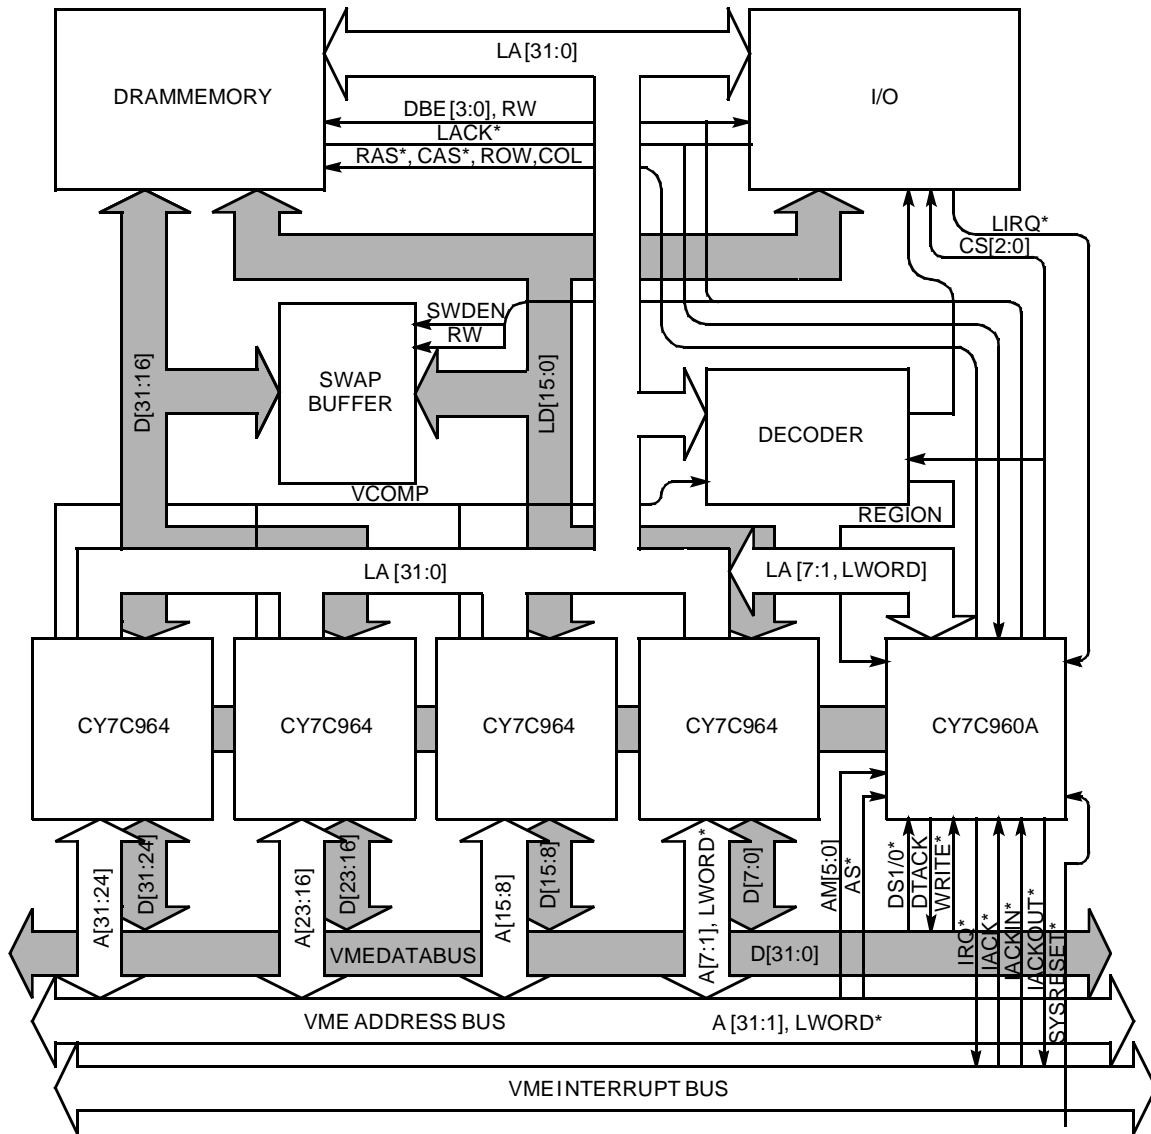 LA [31:0]
DRAMMEMORY
I/O
DBE [3:0], RW
LACK*
RAS*, CAS*, ROW,COL
LIRQ*
CS[2:0]
SWDEN
RW
D[31:16]
SWAP
BUFFER
LD[15:0]
DECODER
VCOMP
REGION
LA [31:0]
LA [7:1, LWORD]
CY7C964
CY7C964
CY7C964
CY7C964
CY7C960A
A[31:24]
D[31:24]
A[23:16]
D[23:16]
A[15:8]
D[15:8]
A[7:1], LWORD*
D[7:0]
AM[5:0]
AS*
DS1/0*
DTACK
WRITE*
IRQ*
IACK*
IACKIN*
IACKOUT*
SYSRESET*
VMEDATABUS
D[31:0]
VME ADDRESS BUS
A [31:1], LWORD*
VME INTERRUPT BUS